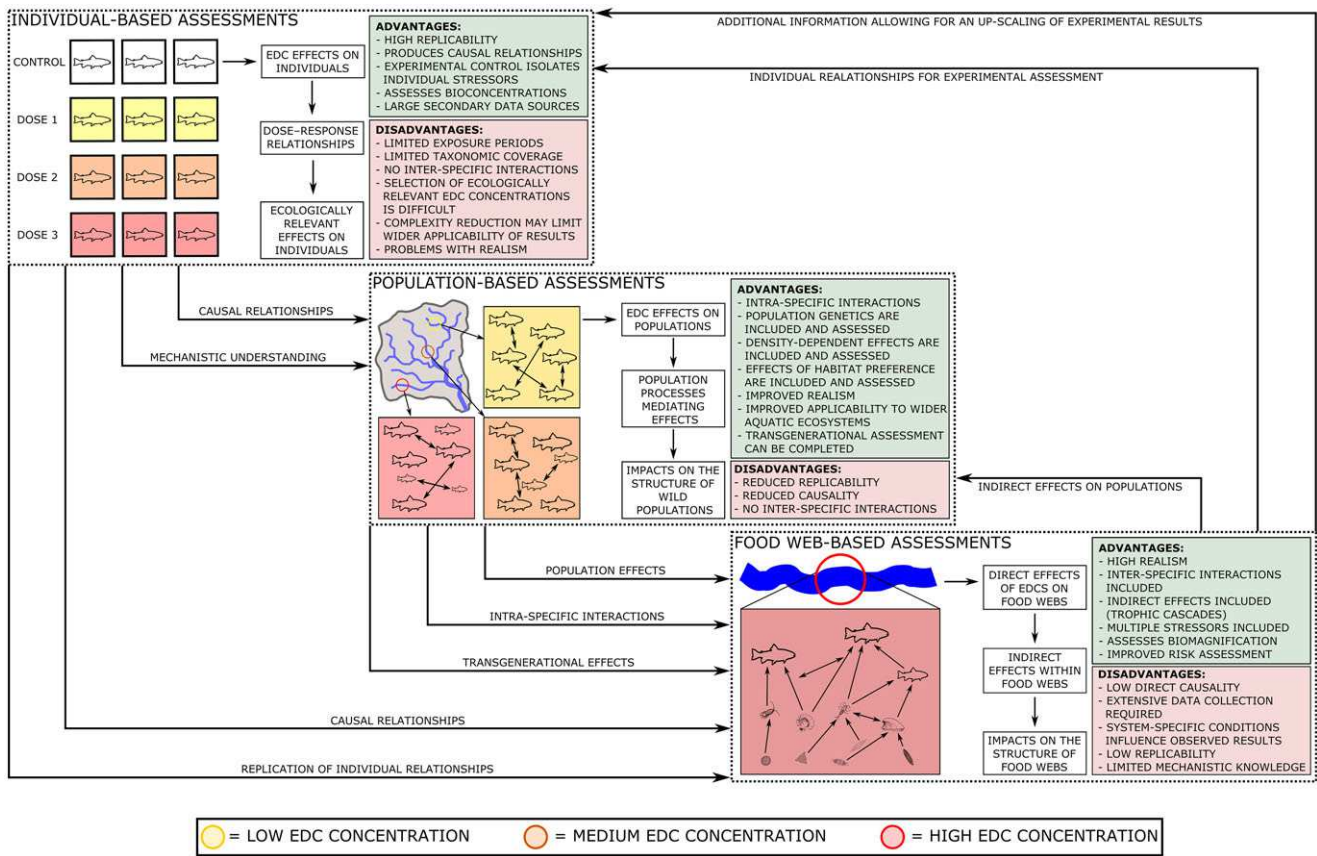 INDIVIDUAL-BASED ASSESSMENTS
CONTROL
DOSE 1
DOSE 2
DOSE 3
EDC EFFECTS ON
INDIVIDUALS
DOSE–RESPONSE
RELATIONSHIPS
ECOLOGICALLY
RELEVANT
EFFECTS ON
INDIVIDUALS
ADVANTAGES:
- HIGH REPLICABILITY
- PRODUCES CAUSAL RELATIONSHIPS
- EXPERIMENTAL CONTROL ISOLATES
INDIVIDUAL STRESSORS
- ASSESSES BIOCONCENTRATIONS
- LARGE SECONDARY DATA SOURCES
DISADVANTAGES:
- LIMITED EXPOSURE PERIODS
- LIMITED TAXONOMIC COVERAGE
- NO INTER-SPECIFIC INTERACTIONS
- SELECTION OF ECOLOGICALLY
RELEVANT EDC CONCENTRATIONS
IS DIFFICULT
- COMPLEXITY REDUCTION MAY LIMIT
WIDER APPLICABILITY OF RESULTS
- PROBLEMS WITH REALISM
ADDITIONAL INFORMATION ALLOWING FOR AN UP-SCALING OF EXPERIMENTAL RESULTS
INDIVIDUAL REALATIONSHIPS FOR EXPERIMENTAL ASSESSMENT
CAUSAL RELATIONSHIPS
MECHANISTIC UNDERSTANDING
POPULATION-BASED ASSESSMENTS
EDC EFFECTS ON
POPULATIONS
POPULATION
PROCESSES
MEDIATING
EFFECTS
IMPACTS ON THE
STRUCTURE OF
WILD
POPULATIONS
ADVANTAGES:
- INTRA-SPECIFIC INTERACTIONS
- POPULATION GENETICS ARE
INCLUDED AND ASSESSED
- DENSITY-DEPENDENT EFFECTS ARE
INCLUDED AND ASSESSED
- EFFECTS OF HABITAT PREFERENCE
ARE INCLUDED AND ASSESSED
- IMPROVED REALISM
- IMPROVED APPLICABILITY TO WIDER
AQUATIC ECOSYSTEMS
- TRANSGENERATIONAL ASSESSMENT
CAN BE COMPLETED
DISADVANTAGES:
- REDUCED REPLICABILITY
- REDUCED CAUSALITY
- NO INTER-SPECIFIC INTERACTIONS
INDIRECT EFFECTS ON POPULATIONS
POPULATION EFFECTS
INTRA-SPECIFIC INTERACTIONS
TRANSGENERATIONAL EFFECTS
CAUSAL RELATIONSHIPS
REPLICATION OF INDIVIDUAL RELATIONSHIPS
FOOD WEB-BASED ASSESSMENTS
DIRECT EFFECTS
OF EDCS ON
FOOD WEBS
INDIRECT
EFFECTS WITHIN
FOOD WEBS
IMPACTS ON THE
STRUCTURE OF
FOOD WEBS
ADVANTAGES:
- HIGH REALISM
- INTER-SPECIFIC INTERACTIONS
INCLUDED
- INDIRECT EFFECTS INCLUDED
(TROPHIC CASCADES)
- MULTIPLE STRESSORS INCLUDED
- ASSESSES BIOMAGNIFICATION
- IMPROVED RISK ASSESSMENT
DISADVANTAGES:
- LOW DIRECT CAUSALITY
- EXTENSIVE DATA COLLECTION
REQUIRED
- SYSTEM-SPECIFIC CONDITIONS
INFLUENCE OBSERVED RESULTS
- LOW REPLICABILITY
- LIMITED MECHANISTIC KNOWLEDGE
= LOW EDC CONCENTRATION
= MEDIUM EDC CONCENTRATION
= HIGH EDC CONCENTRATION